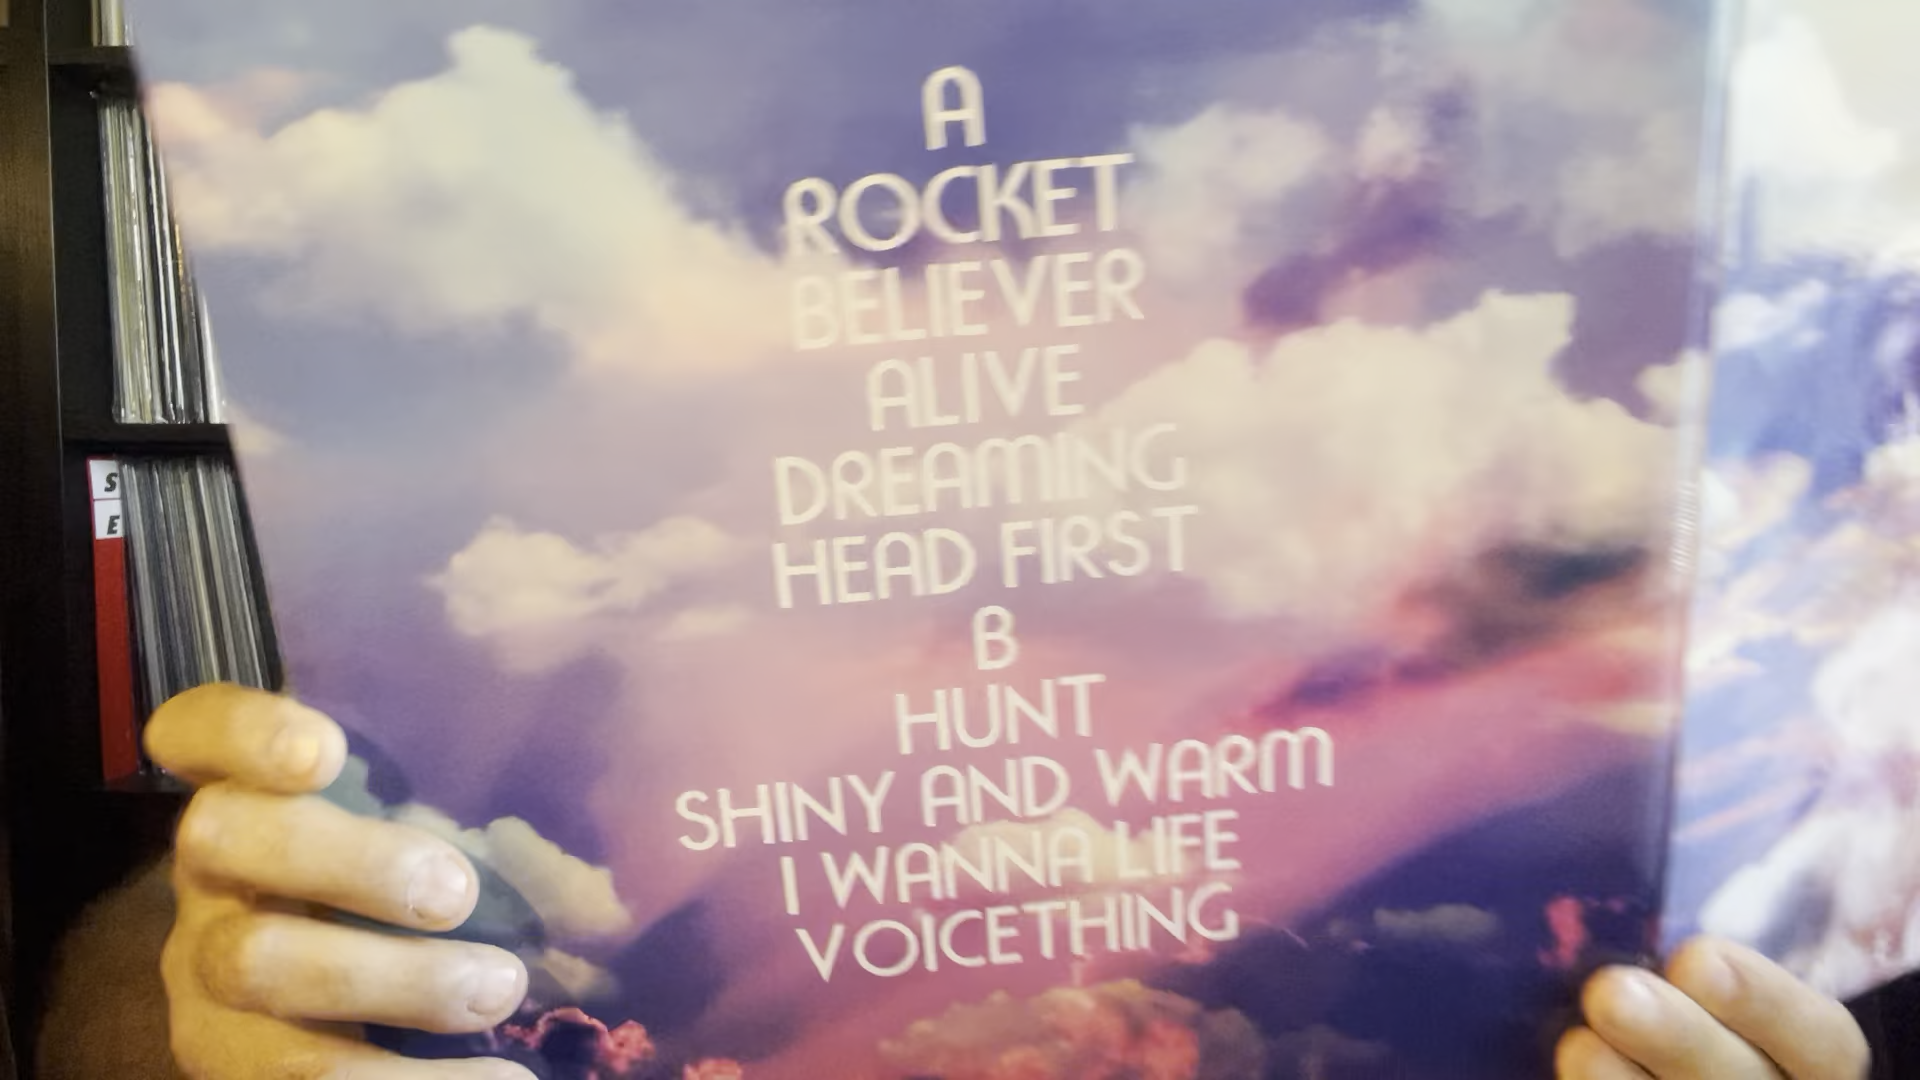 A
ROCKET
BELIEVER
ALIVE
DREAMING
HEAD FIRST
B
HUNT
SHINY AND WARM
I WANNA LIFE
VOICETHING
S
E